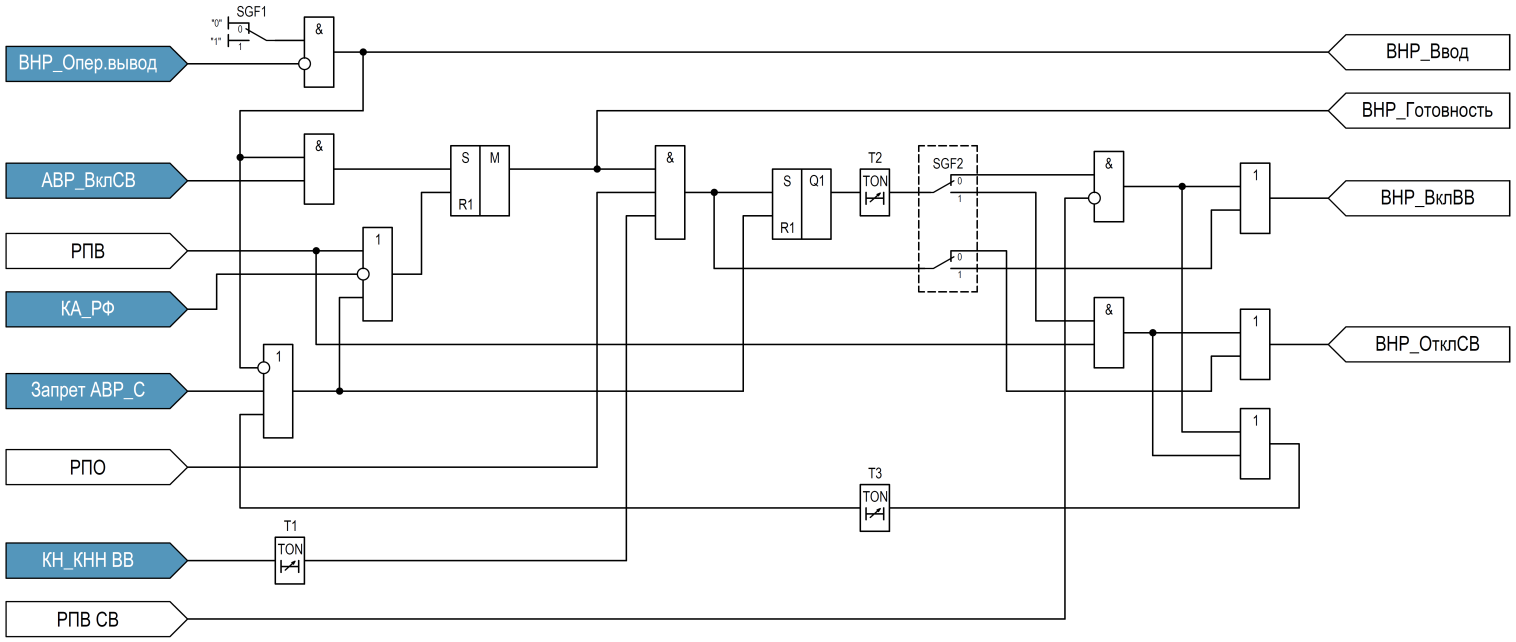 SGF1
"0"
0
"1"
1
&
ВНР_Опер.вывод
ВНР_Ввод
ВНР_Готовность
&
S
M
R1
&
S
Q1
R1
T2
TON
SGF2
0
1
0
1
&
1
АВР_ВклСВ
ВНР_ВклВВ
РПВ
1
КА_РФ
&
1
ВНР_ОтклСВ
1
Запрет АВР_С
1
РПО
T3
TON
T1
TON
КН_КНН ВВ
РПВ СВ